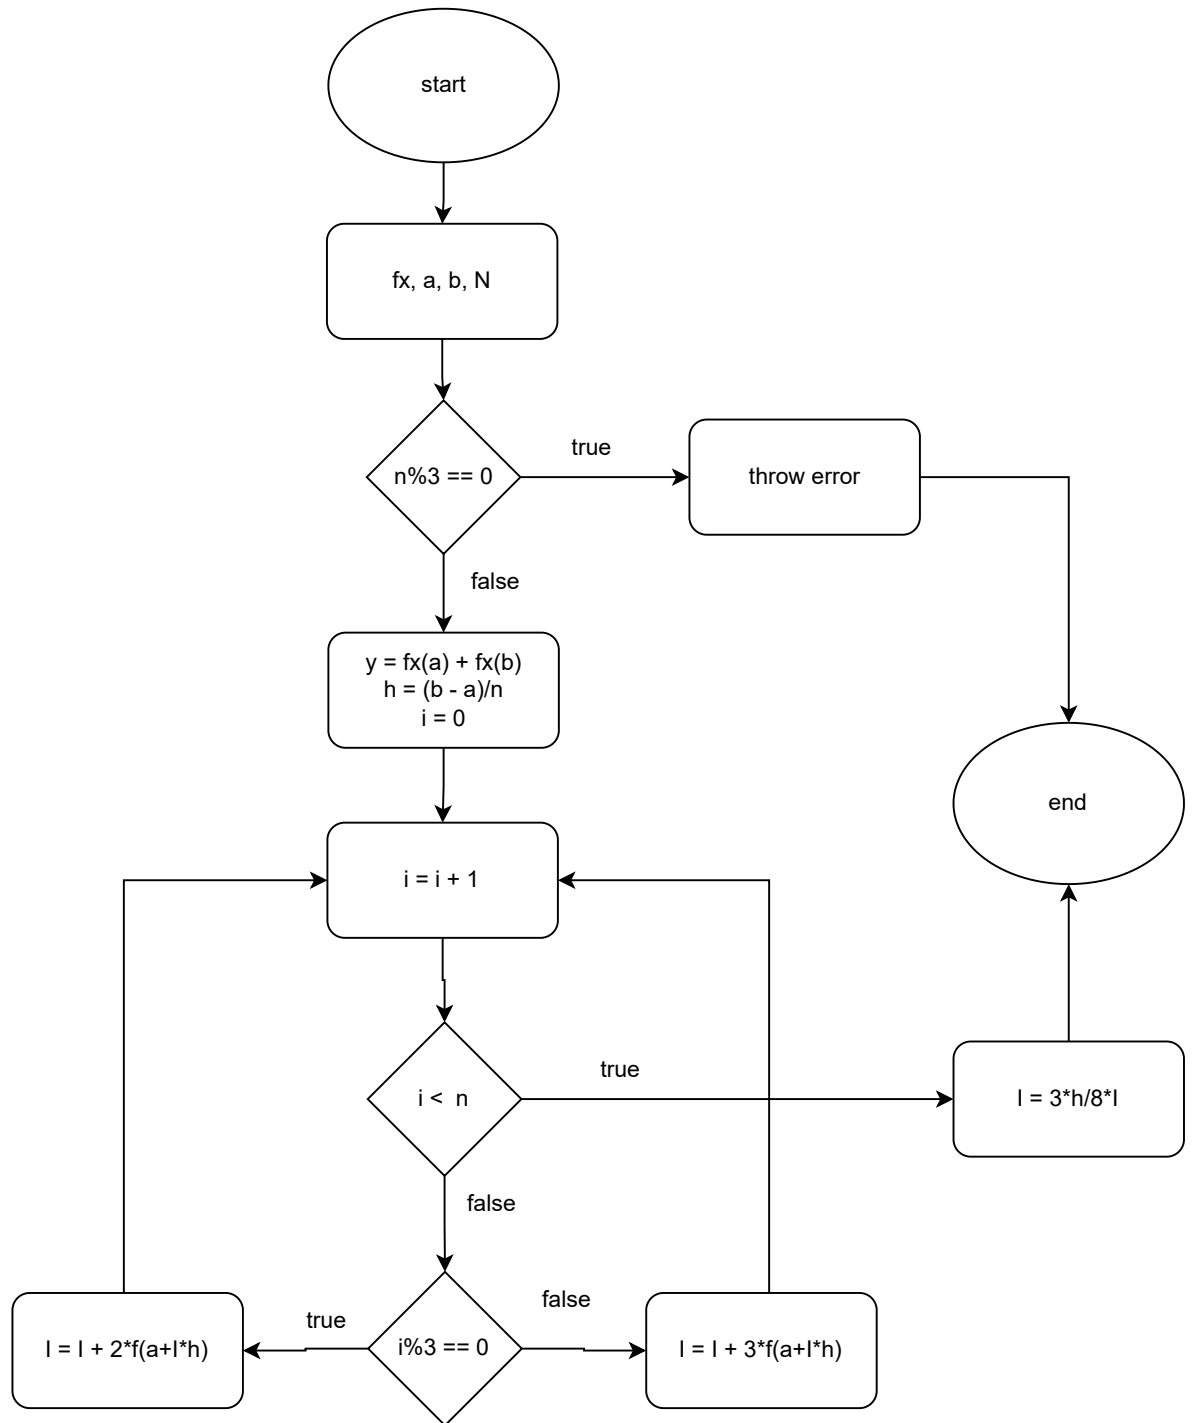 start
fx, a, b, N
n%3 == 0
true
throw error
false
y = fx(a) + fx(b)
h = (b - a)/n
i = 0
end
i = i + 1
i < n
true
I = 3*h/8*I
false
i%3 == 0
true
false
I = I + 2*f(a+I*h)
I = I + 3*f(a+I*h)